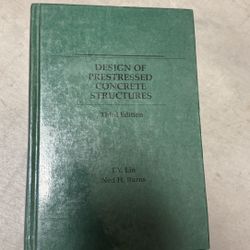 DESIGN OF
PRESTRESSED
CONCRETE
STRUCTURES
Third Edition
T.Y. Lin
Ned H. Burns